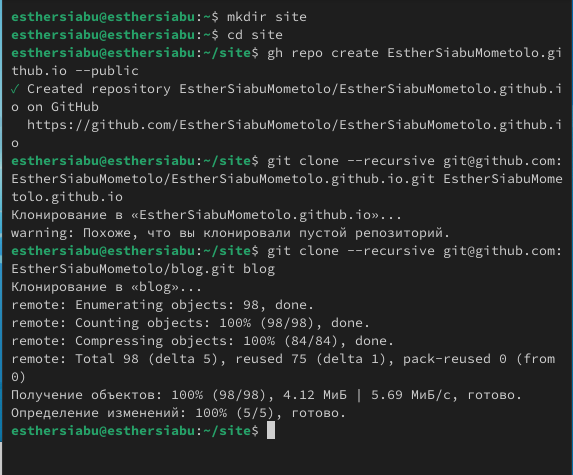 esthersiabu@esthersiabu:~$ mkdir site
esthersiabu@esthersiabu:~$ cd site
esthersiabu@esthersiabu:~/site$ gh repo create EstherSiabuMometolo.gi
thub.io --public
✓ Created repository EstherSiabuMometolo/EstherSiabuMometolo.github.i
o on GitHub
  https://github.com/EstherSiabuMometolo/EstherSiabuMometolo.github.i
o
esthersiabu@esthersiabu:~/site$ git clone --recursive git@github.com:
EstherSiabuMometolo/EstherSiabuMometolo.github.io.git EstherSiabuMome
tolo.github.io
Клонирование в «EstherSiabuMometolo.github.io»...
warning: Похоже, что вы клонировали пустой репозиторий.
esthersiabu@esthersiabu:~/site$ git clone --recursive git@github.com:
EstherSiabuMometolo/blog.git blog
Клонирование в «blog»...
remote: Enumerating objects: 98, done.
remote: Counting objects: 100% (98/98), done.
remote: Compressing objects: 100% (84/84), done.
remote: Total 98 (delta 5), reused 75 (delta 1), pack-reused 0 (from
0)
Получение объектов: 100% (98/98), 4.12 МиБ | 5.69 МиБ/с, готово.
Определение изменений: 100% (5/5), готово.
esthersiabu@esthersiabu:~/site$